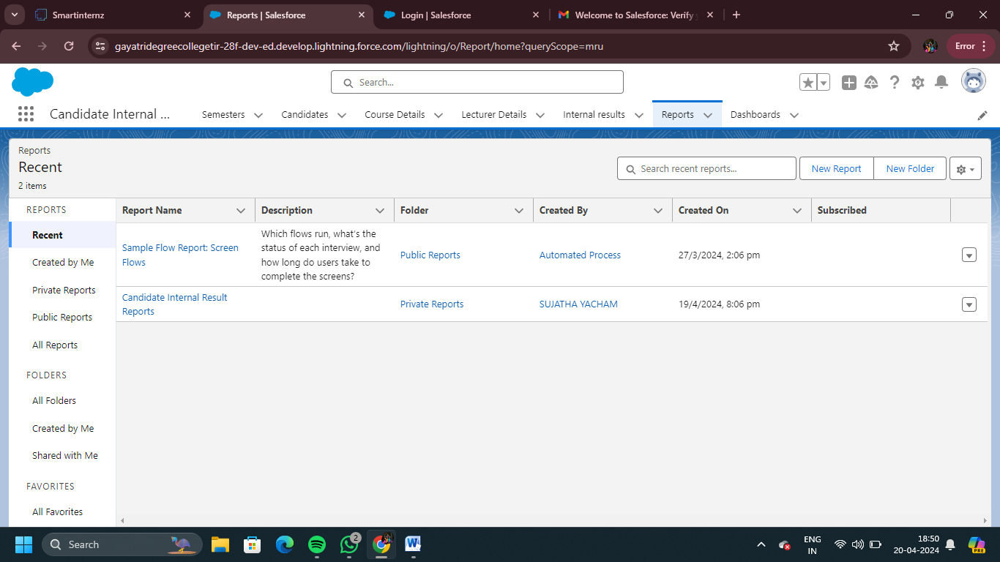 Smartinternz
Reports | Salesforce
Login | Salesforce
Welcome to Salesforce: Verify
gayatridegreecollegetir-28f-dev-ed.develop.lightning.force.com/lightning/o/Report/home?queryScope=mru
Error
Search...
Candidate Internal ...
Semesters
Candidates
Course Details
Lecturer Details
Internal results
Reports
Dashboards
Reports
Recent
2 items
Search recent reports...
New Report
New Folder
REPORTS
Recent
Created by Me
Private Reports
Public Reports
All Reports
FOLDERS
All Folders
Created by Me
Shared with Me
FAVORITES
All Favorites
Report Name
Description
Folder
Created By
Created On
Subscribed
Sample Flow Report: Screen
Flows
Which flows run, what's the
status of each interview, and
how long do users take to
complete the screens?
Public Reports
Automated Process
27/3/2024, 2:06 pm
Candidate Internal Result
Reports
Private Reports
SUJATHA YACHAM
19/4/2024, 8:06 pm
Search
2
ENG
IN
18:50
20-04-2024
PRE